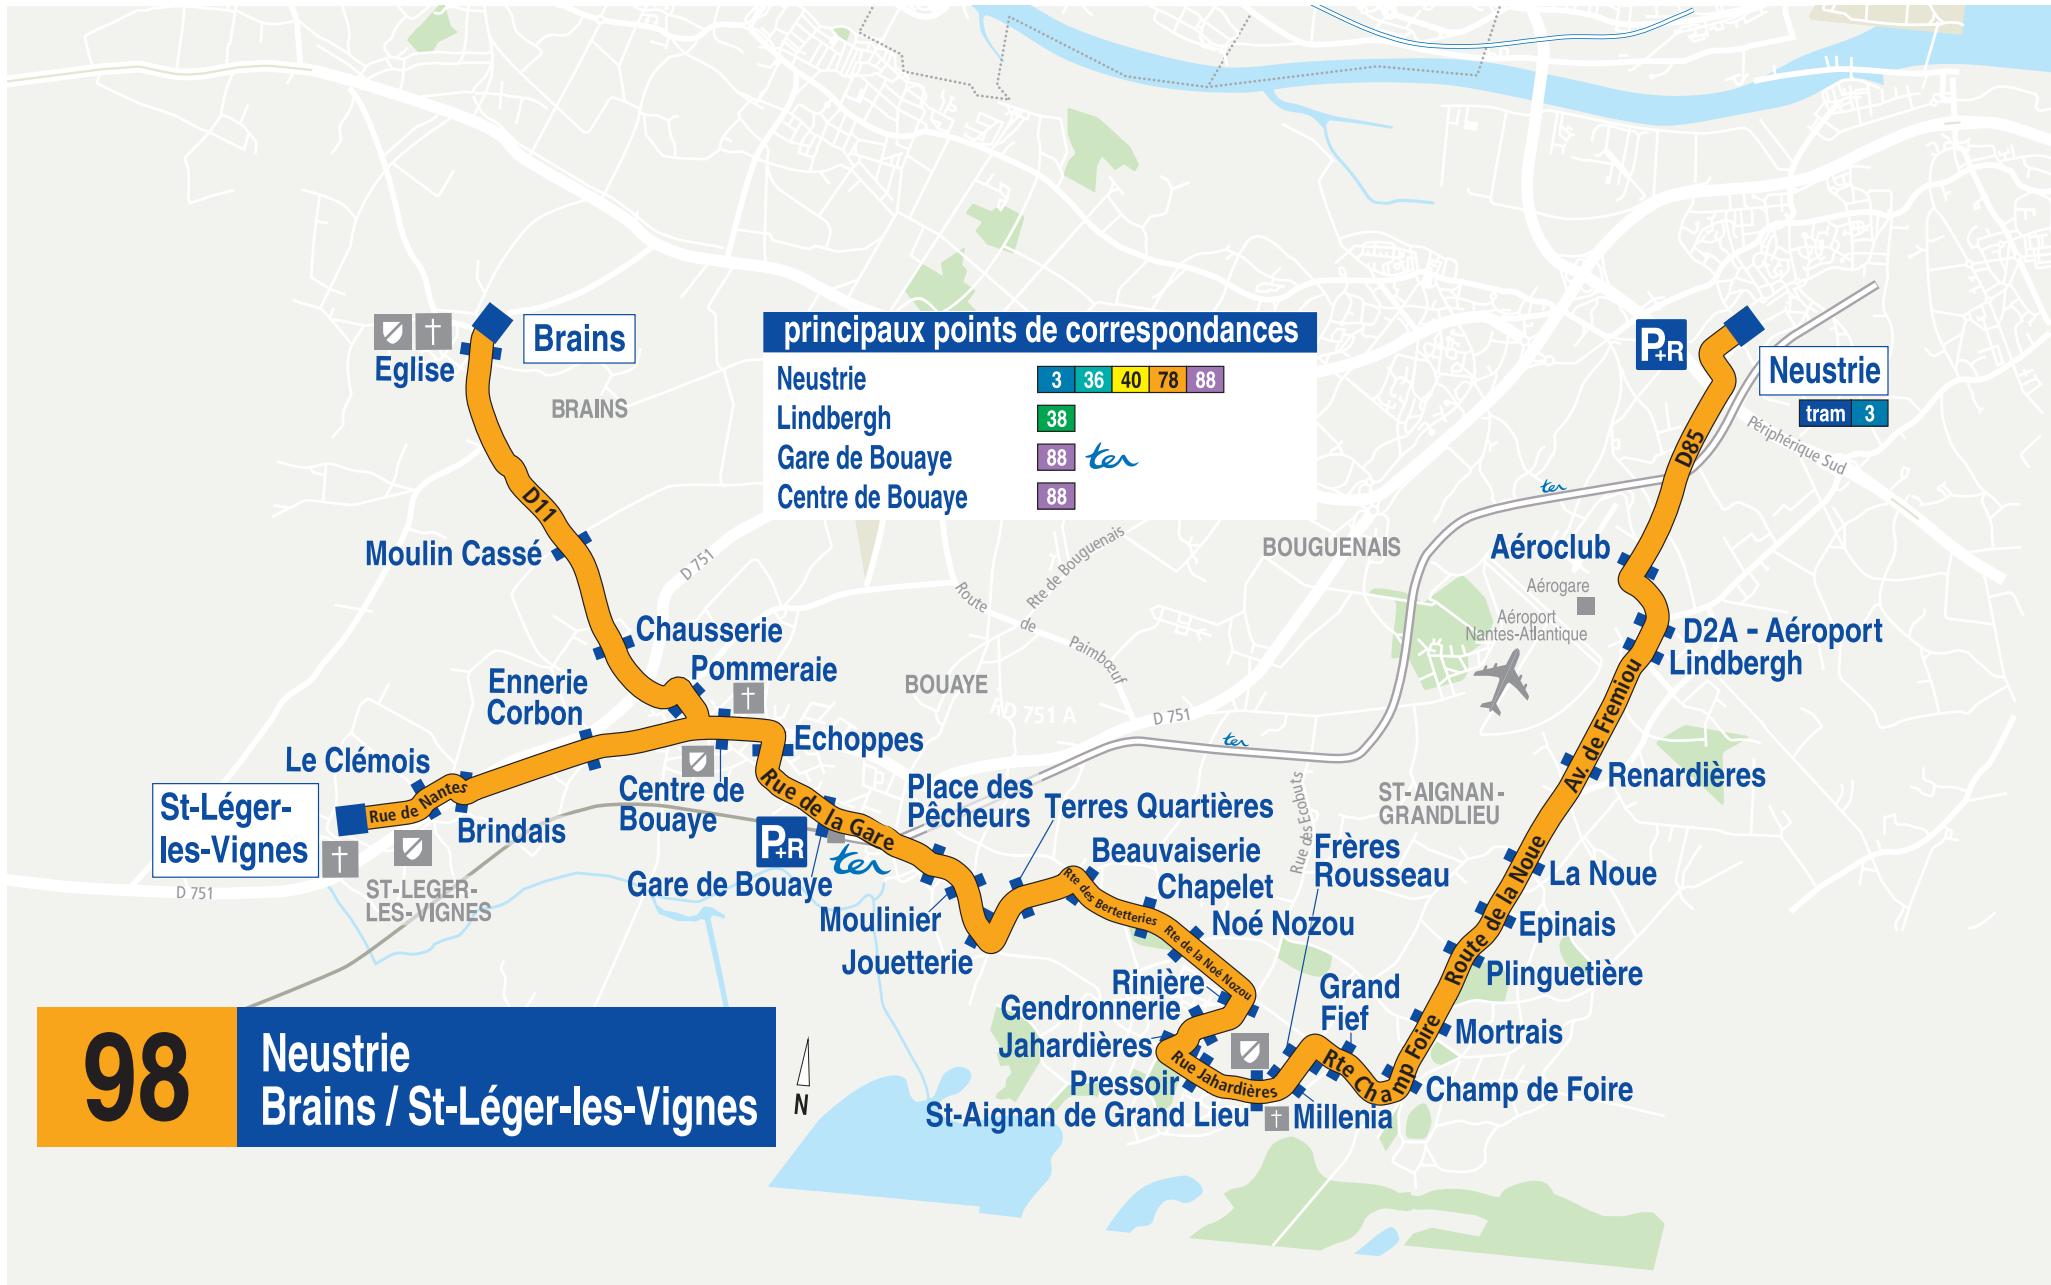 Brains
Eglise
BRAINS
principaux points de correspondances
Neustrie 3 36 40 78 88
Lindbergh 38
Gare de Bouaye 88 ter
Centre de Bouaye 88
P+R
Neustrie
tram 3
Périphérique Sud
D85
ter
D11
Moulin Cassé
D 751
Rte de Bouguenais
Route
de
Paimbœuf
BOUGUENAIS
Aéroclub
Aérogare
Aéroport
Nantes-Atlantique
D2A - Aéroport
Lindbergh
Chausserie
Pommeraie
Ennerie
Corbon
BOUAYE
RD 751 A
D 751
ter
Echoppes
Av. de Fremiou
Renardières
Le Clémois
St-Léger-
les-Vignes
Rue de Nantes
Brindais
Centre de
Bouaye
Rue de la Gare
P+R
ter
Gare de Bouaye
Place des
Pêcheurs
Terres Quartières
Rue des Ecobuts
ST-AIGNAN-
GRANDLIEU
D 751
ST-LEGER-
LES-VIGNES
Moulinier
Jouetterie
Beauvaiserie
Chapelet
Rte des Bertetteries
Noé Nozou
Rte de la Noé Nozou
Frères
Rousseau
La Noue
Route de la Noue
Epinais
Plinguetière
Rinière
Gendronnerie
Jahardières
Grand
Fief
Mortrais
Rue Jahardières
Pressoir
St-Aignan de Grand Lieu
Millenia
Rte Champ Foire
Champ de Foire
98
Neustrie
Brains / St-Léger-les-Vignes
N